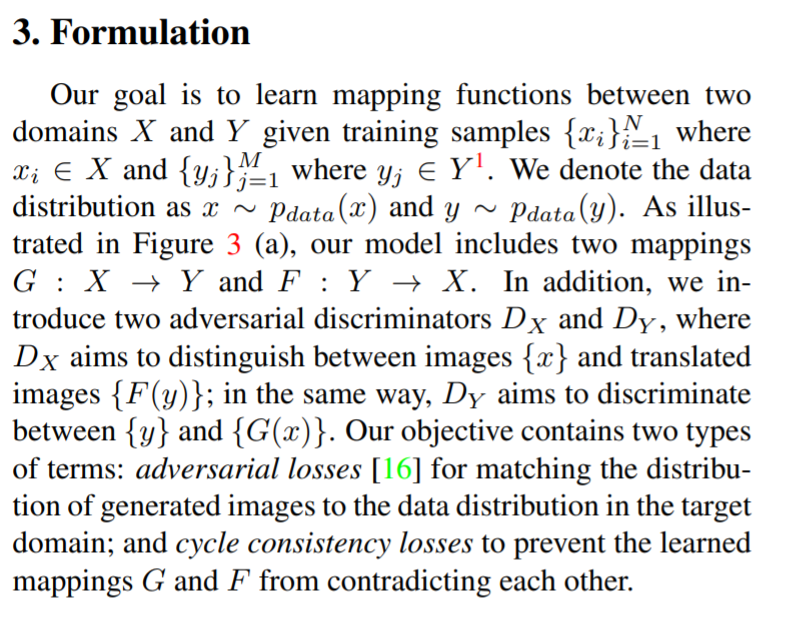 3. Formulation
Our goal is to learn mapping functions between two
domains X and Y given training samples {x_i}_{i=1}^N where
x_i ∈ X and {y_j}_{j=1}^M where y_j ∈ Y^1. We denote the data
distribution as x ∼ p_{data}(x) and y ∼ p_{data}(y). As illus-
trated in Figure 3 (a), our model includes two mappings
G : X → Y and F : Y → X. In addition, we in-
troduce two adversarial discriminators D_X and D_Y, where
D_X aims to distinguish between images {x} and translated
images {F(y)}; in the same way, D_Y aims to discriminate
between {y} and {G(x)}. Our objective contains two types
of terms: adversarial losses [16] for matching the distribu-
tion of generated images to the data distribution in the target
domain; and cycle consistency losses to prevent the learned
mappings G and F from contradicting each other.